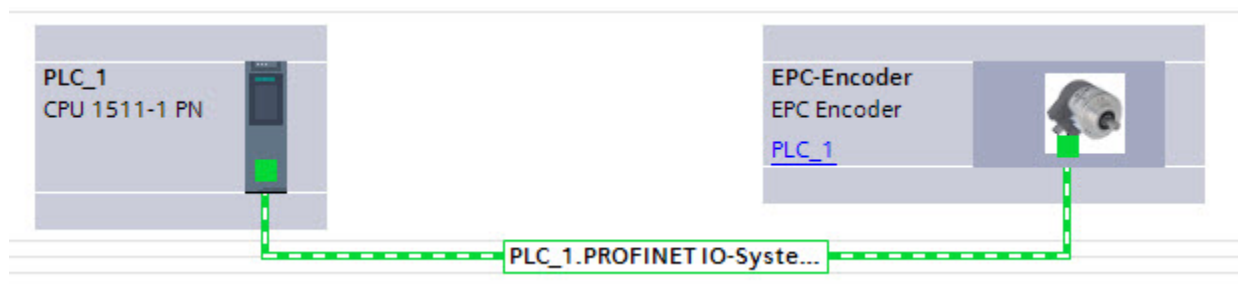 PLC_1
CPU 1511-1 PN
EPC-Encoder
EPC Encoder
PLC_1
PLC_1.PROFINET IO-Syste...